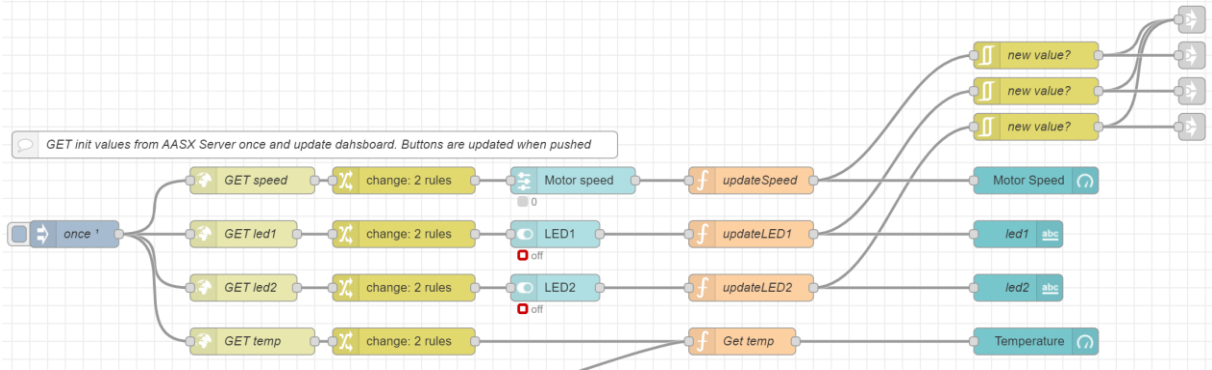 new value?
new value?
new value?
GET init values from AASX Server once and update dahsboard. Buttons are updated when pushed
GET speed
change: 2 rules
Motor speed
updateSpeed
Motor Speed
0
once ¹
GET led1
change: 2 rules
LED1
updateLED1
led1
abc
off
GET led2
change: 2 rules
LED2
updateLED2
led2
abc
off
GET temp
change: 2 rules
Get temp
Temperature